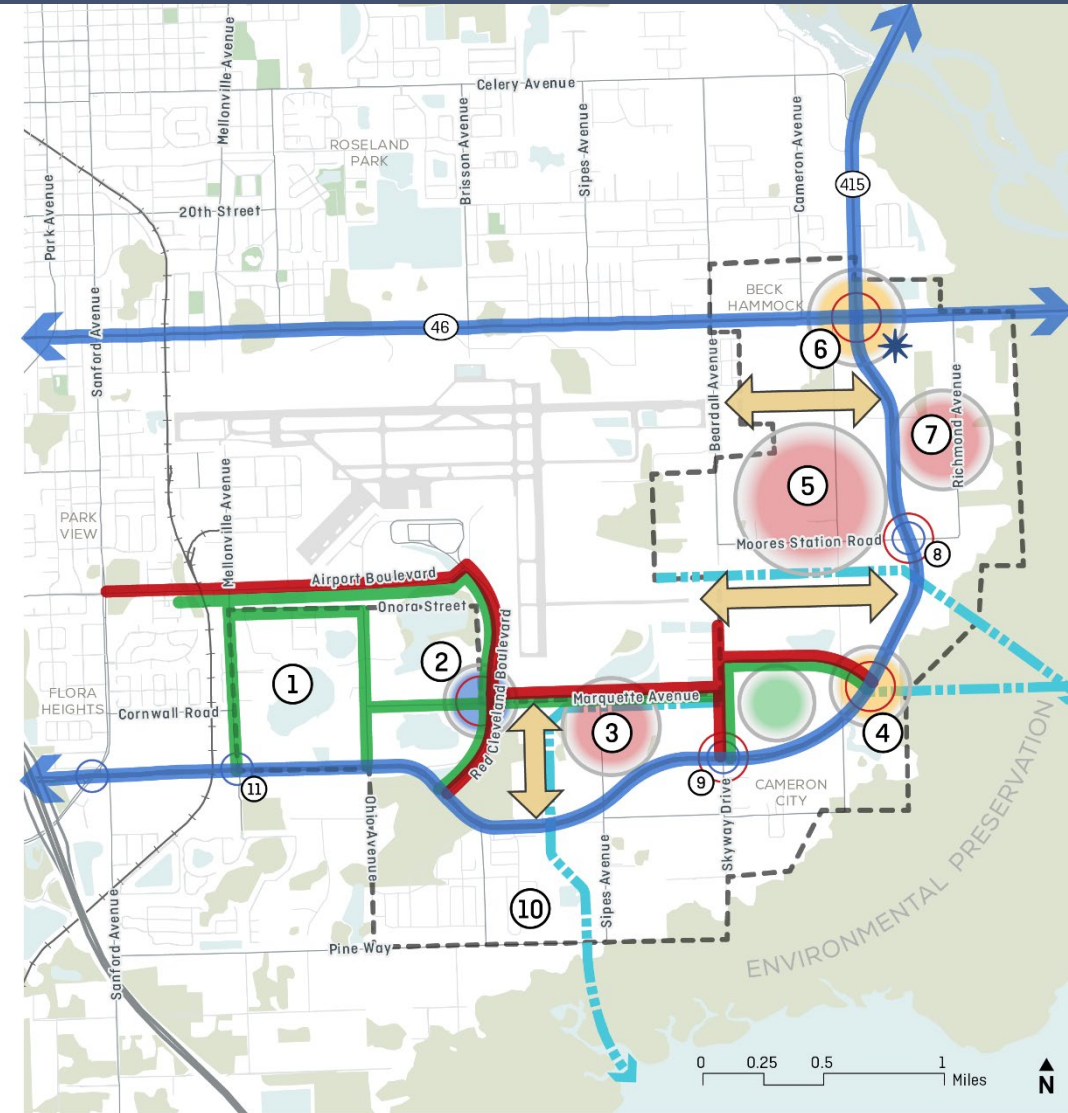 Mellonville Avenue
Celery Avenue
ROSELAND
PARK
Brisson Avenue
Sipes Avenue
Cameron Avenue
415
Park Avenue
20th Street
BECK
HAMMOCK
Sanford Avenue
46
6
Beardall Avenue
Richmond Avenue
7
5
Mellonville Avenue
PARK
VIEW
Moores Station Road
8
Airport Boulevard
Onora Street
Red Cleveland Boulevard
2
1
FLORA
HEIGHTS
Cornwall Road
Marquette Avenue
3
4
11
9
CAMERON
CITY
Ohio Avenue
Skyway Drive
Sipes Avenue
10
Sanford Avenue
Pine Way
ENVIRONMENTAL PRESERVATION
0 0.25 0.5 1
Miles
N